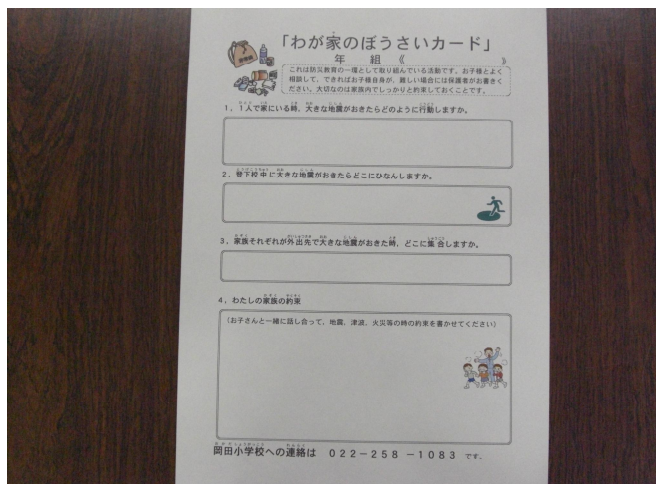 「わが家のぼうさいカード」
年 組《 》
これは防災教育の一環として取り組んでいる活動です。お子様とよく
相談して、できればお子様自身が、難しい場合には保護者がお書きく
ださい。大切なのは家族内でしっかりと約束しておくことです。
1，1人で家にいる時、大きな地震がおきたらどのように行動しますか。
2，登下校中に大きな地震がおきたらどこにひなんしますか。
3，家族それぞれが外出先で大きな地震がおきた時、どこに集合しますか。
4，わたしの家族の約束
（お子さんと一緒に話し合って、地震、津波、火災等の時の約束を書かせてください）
岡田小学校への連絡は 022－258－1083 です。